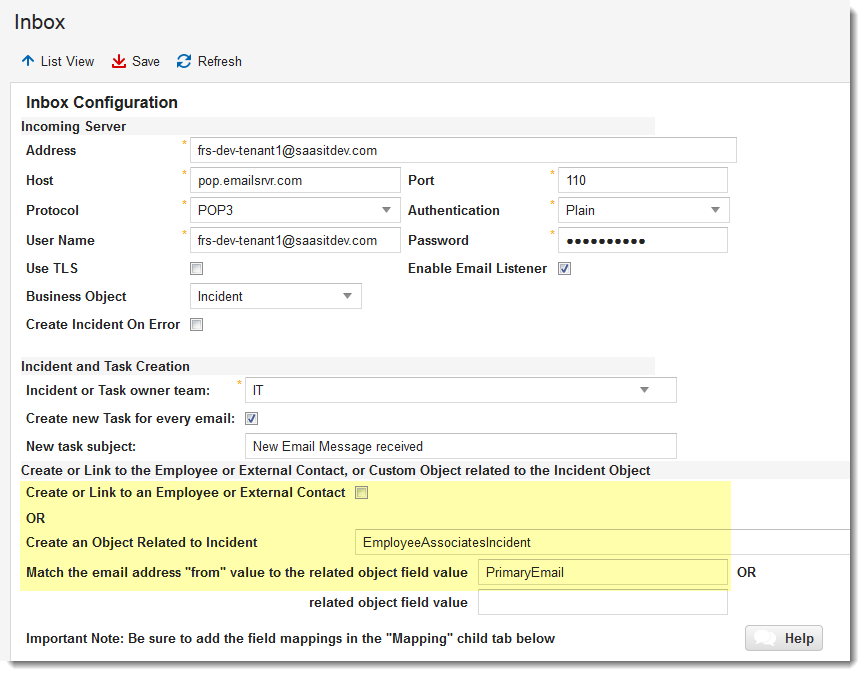 Inbox
List View Save Refresh
Inbox Configuration
Incoming Server
Address * frs-dev-tenant1@saasitdev.com
Host * pop.emailsrvr.com Port * 110
Protocol * POP3 Authentication * Plain
User Name * frs-dev-tenant1@saasitdev.com Password * ●●●●●●●●●●
Use TLS Enable Email Listener
Business Object Incident
Create Incident On Error
Incident and Task Creation
Incident or Task owner team: * IT
Create new Task for every email:
New task subject: New Email Message received
Create or Link to the Employee or External Contact, or Custom Object related to the Incident Object
Create or Link to an Employee or External Contact
OR
Create an Object Related to Incident EmployeeAssociatesIncident
Match the email address "from" value to the related object field value PrimaryEmail OR
related object field value
Important Note: Be sure to add the field mappings in the "Mapping" child tab below Help